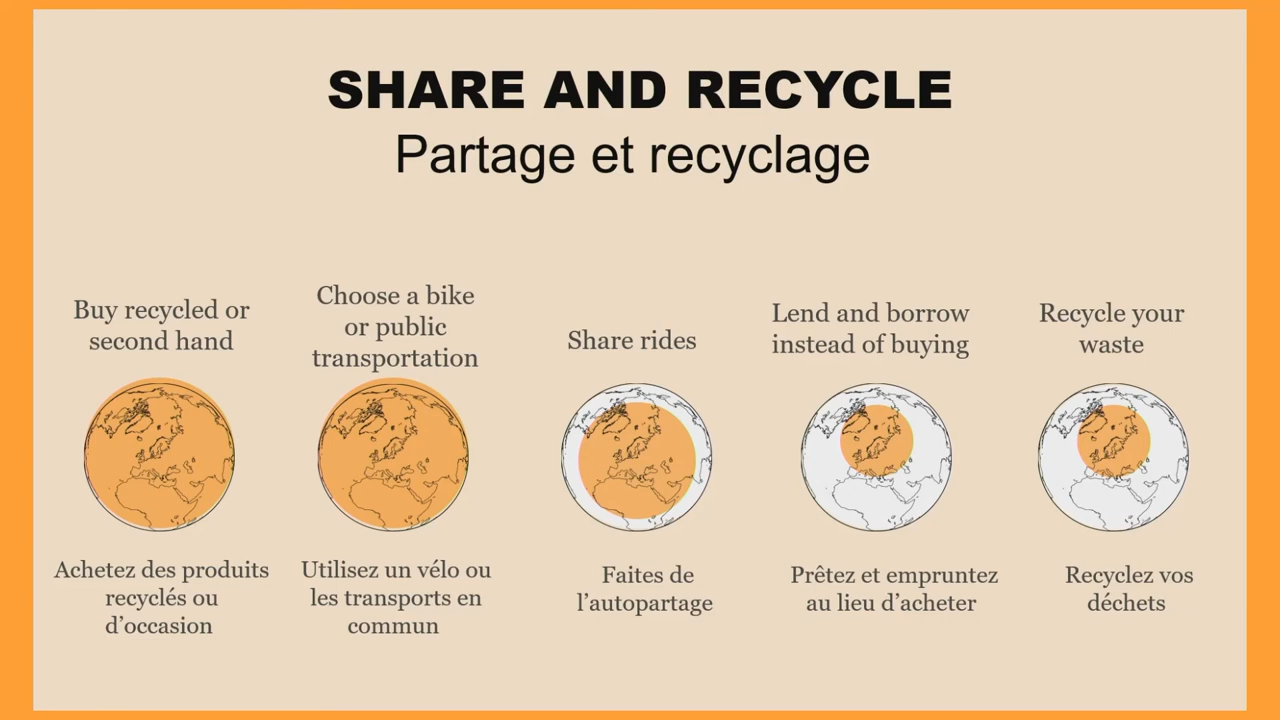 SHARE AND RECYCLE
Partage et recyclage
Buy recycled or
second hand
Choose a bike
or public
transportation
Share rides
Lend and borrow
instead of buying
Recycle your
waste
Achetez des produits
recyclés ou
d’occasion
Utilisez un vélo ou
les transports en
commun
Faites de
l’autopartage
Prêtez et empruntez
au lieu d’acheter
Recyclez vos
déchets